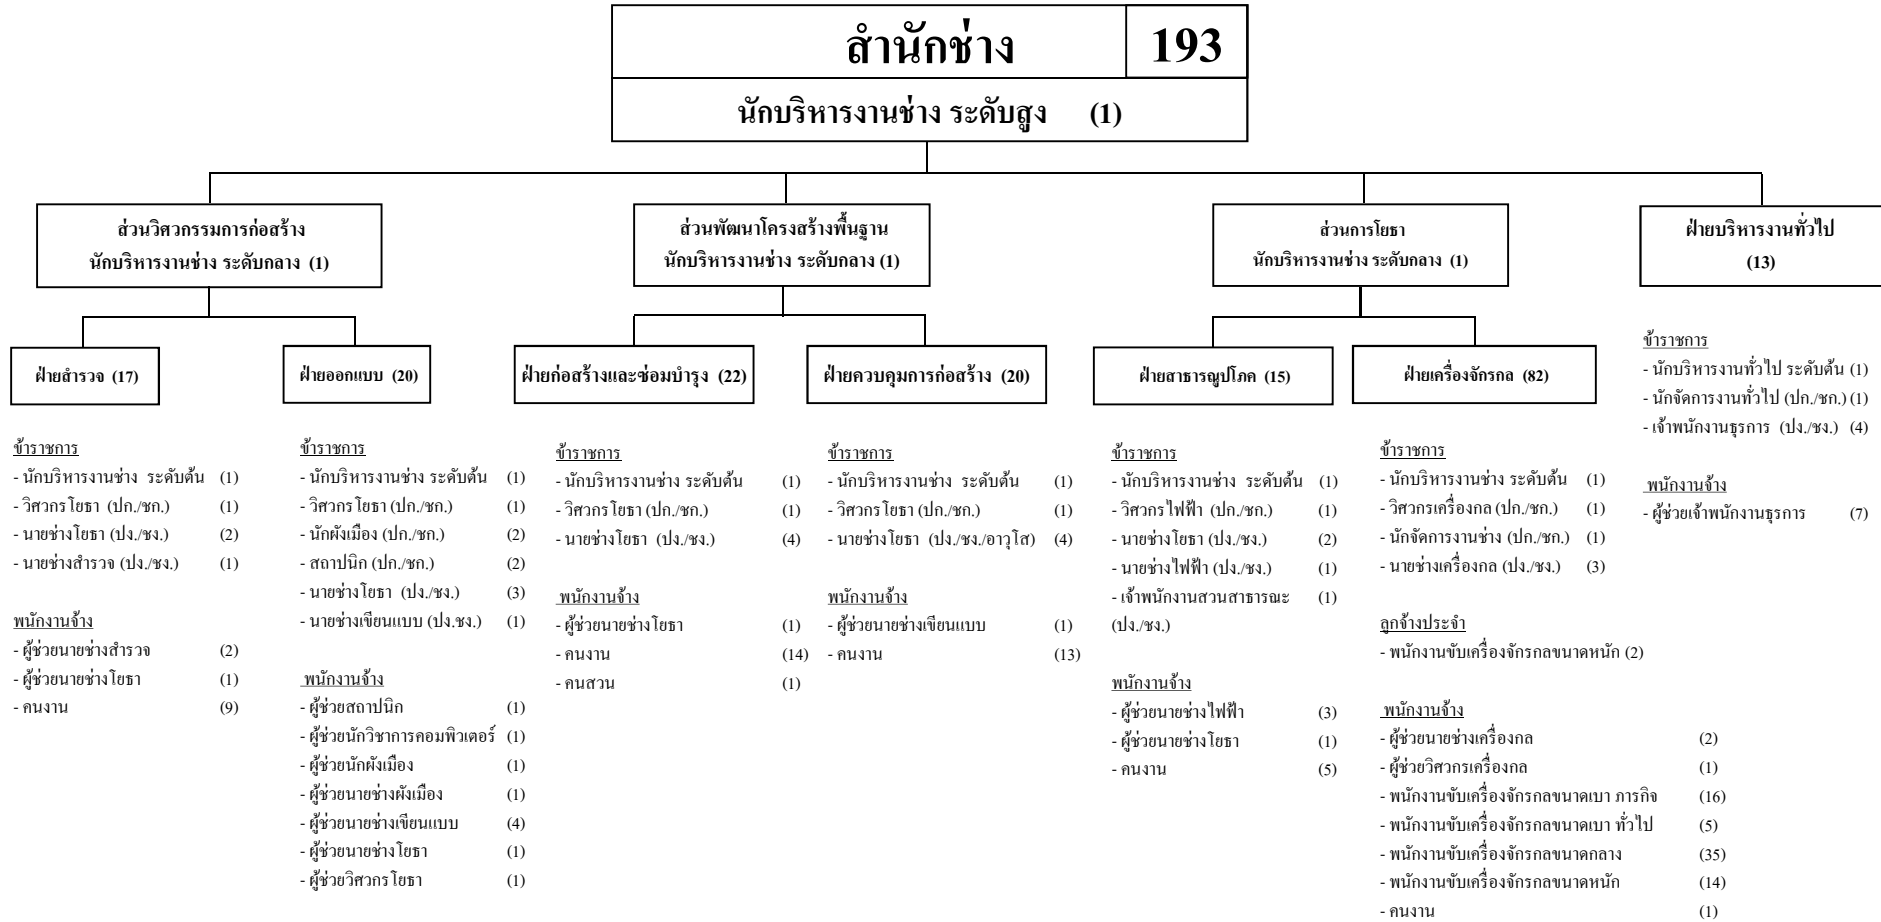 สำนักช่าง 193
นักบริหารงานช่าง ระดับสูง (1)
ส่วนวิศวกรรมการก่อสร้าง
นักบริหารงานช่าง ระดับกลาง (1)
ส่วนพัฒนาโครงสร้างพื้นฐาน
นักบริหารงานช่าง ระดับกลาง (1)
ส่วนการโยธา
นักบริหารงานช่าง ระดับกลาง (1)
ฝ่ายบริหารงานทั่วไป
(13)
ฝ่ายสำรวจ (17)
ฝ่ายออกแบบ (20)
ฝ่ายก่อสร้างและซ่อมบำรุง (22)
ฝ่ายควบคุมการก่อสร้าง (20)
ฝ่ายสาธารณูปโภค (15)
ฝ่ายเครื่องจักรกล (82)
ข้าราชการ
- นักบริหารงานช่าง ระดับต้น (1)
- วิศวกรโยธา (ปก./ชก.) (1)
- นายช่างโยธา (ปง./ชง.) (2)
- นายช่างสำรวจ (ปง./ชง.) (1)
พนักงานจ้าง
- ผู้ช่วยนายช่างสำรวจ (2)
- ผู้ช่วยนายช่างโยธา (1)
- คนงาน (9)
ข้าราชการ
- นักบริหารงานช่าง ระดับต้น (1)
- วิศวกรโยธา (ปก./ชก.) (1)
- นักผังเมือง (ปก./ชก.) (2)
- สถาปนิก (ปก./ชก.) (2)
- นายช่างโยธา (ปง./ชง.) (3)
- นายช่างเขียนแบบ (ปง.ชง.) (1)
พนักงานจ้าง
- ผู้ช่วยสถาปนิก (1)
- ผู้ช่วยนักวิชาการคอมพิวเตอร์ (1)
- ผู้ช่วยนักผังเมือง (1)
- ผู้ช่วยนายช่างผังเมือง (1)
- ผู้ช่วยนายช่างเขียนแบบ (4)
- ผู้ช่วยนายช่างโยธา (1)
- ผู้ช่วยวิศวกรโยธา (1)
ข้าราชการ
- นักบริหารงานช่าง ระดับต้น (1)
- วิศวกรโยธา (ปก./ชก.) (1)
- นายช่างโยธา (ปง./ชง.) (4)
พนักงานจ้าง
- ผู้ช่วยนายช่างโยธา (1)
- คนงาน (14)
- คนสวน (1)
ข้าราชการ
- นักบริหารงานช่าง ระดับต้น (1)
- วิศวกรโยธา (ปก./ชก.) (1)
- นายช่างโยธา (ปง./ชง./อาวุโส) (4)
พนักงานจ้าง
- ผู้ช่วยนายช่างเขียนแบบ (1)
- คนงาน (13)
ข้าราชการ
- นักบริหารงานช่าง ระดับต้น (1)
- วิศวกรไฟฟ้า (ปก./ชก.) (1)
- นายช่างโยธา (ปง./ชง.) (2)
- นายช่างไฟฟ้า (ปง./ชง.) (1)
- เจ้าพนักงานสวนสาธารณะ (1)
(ปง./ชง.)
พนักงานจ้าง
- ผู้ช่วยนายช่างไฟฟ้า (3)
- ผู้ช่วยนายช่างโยธา (1)
- คนงาน (5)
ข้าราชการ
- นักบริหารงานช่าง ระดับต้น (1)
- วิศวกรเครื่องกล (ปก./ชก.) (1)
- นักจัดการงานช่าง (ปก./ชก.) (1)
- นายช่างเครื่องกล (ปง./ชง.) (3)
ลูกจ้างประจำ
- พนักงานขับเครื่องจักรกลขนาดหนัก (2)
พนักงานจ้าง
- ผู้ช่วยนายช่างเครื่องกล (2)
- ผู้ช่วยวิศวกรเครื่องกล (1)
- พนักงานขับเครื่องจักรกลขนาดเบา ภารกิจ (16)
- พนักงานขับเครื่องจักรกลขนาดเบา ทั่วไป (5)
- พนักงานขับเครื่องจักรกลขนาดกลาง (35)
- พนักงานขับเครื่องจักรกลขนาดหนัก (14)
- คนงาน (1)
ข้าราชการ
- นักบริหารงานทั่วไป ระดับต้น (1)
- นักจัดการงานทั่วไป (ปก./ชก.) (1)
- เจ้าพนักงานธุรการ (ปง./ชง.) (4)
พนักงานจ้าง
- ผู้ช่วยเจ้าพนักงานธุรการ (7)